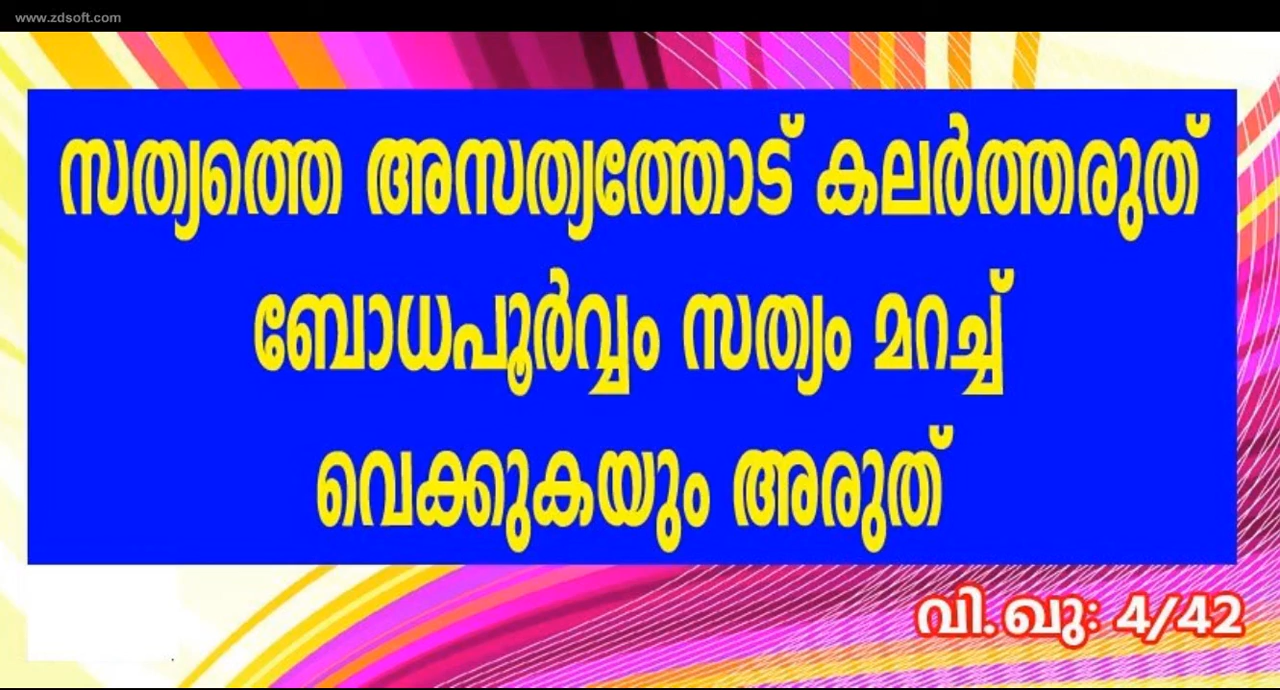 www.zdsoft.com
സത്യത്തെ അസത്യത്തോട് കലർത്തരുത്
ബോധപൂർവ്വം സത്യം മറച്ച്
വെക്കുകയും അരുത്
വി.ഖു: 4/42